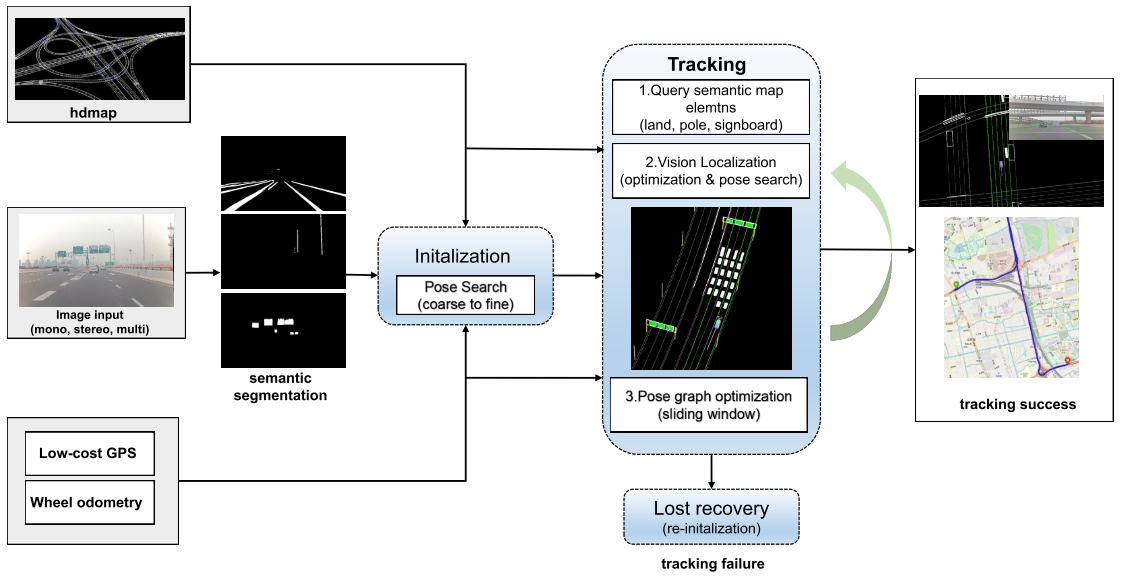 hdmap
Image input
(mono, stereo, multi)
semantic
segmentation
Low-cost GPS
Wheel odometry
Initalization
Pose Search
(coarse to fine)
Tracking
1.Query semantic map
elemtns
(land, pole, signboard)
2.Vision Localization
(optimization & pose search)
3.Pose graph optimization
(sliding window)
Lost recovery
(re-initalization)
tracking failure
tracking success